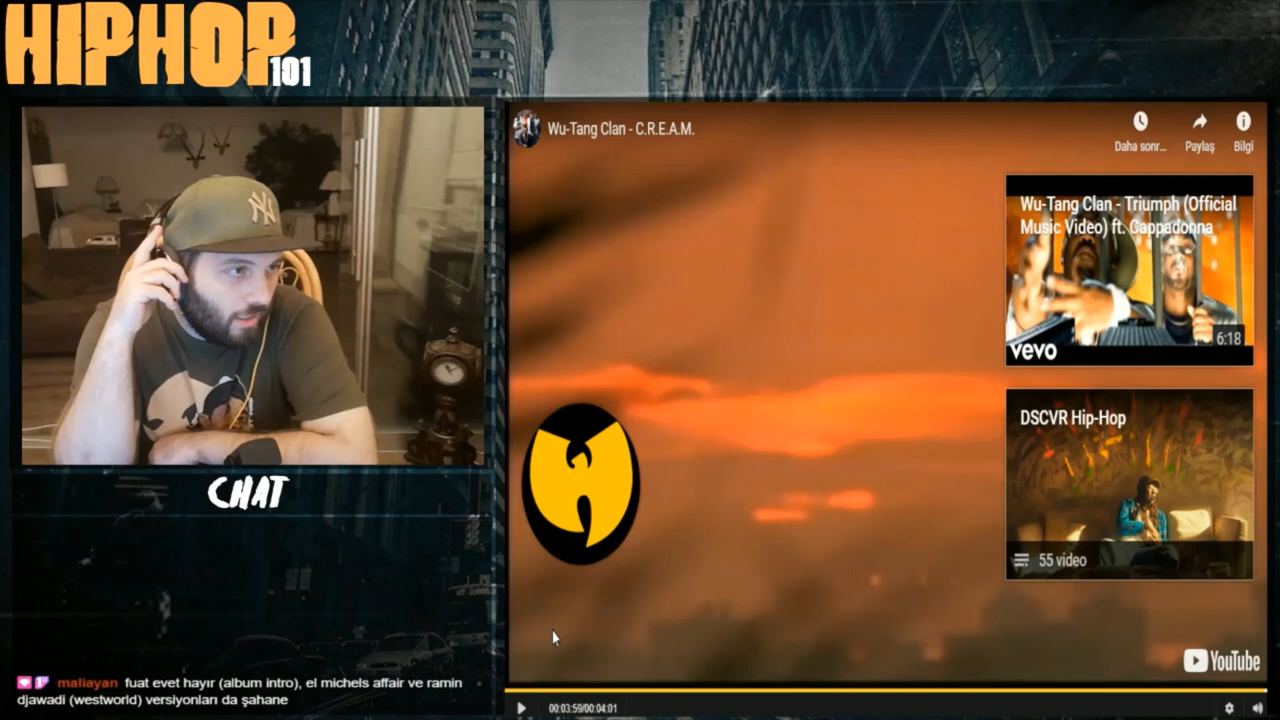 HIPHOP
101
Wu-Tang Clan - C.R.E.A.M.
Daha sonr...
Paylaş
Bilgi
Wu-Tang Clan - Triumph (Official
Music Video) ft. Cappadonna
6:18
vevo
DSCVR Hip-Hop
55 video
NY
CHAT
maliayan fuat evet hayır (album intro), el michels affair ve ramin
djawadi (westworld) versiyonları da şahane
YouTube
00:03:59/00:04:01